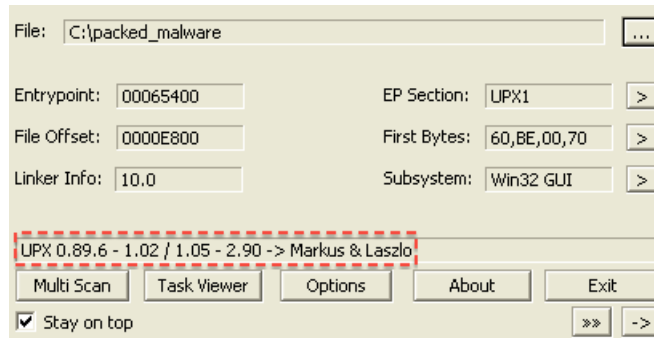 File: C:\packed_malware ...
Entrypoint: 00065400 EP Section: UPX1 >
File Offset: 0000E800 First Bytes: 60,BE,00,70 >
Linker Info: 10.0 Subsystem: Win32 GUI >
UPX 0.89.6 - 1.02 / 1.05 - 2.90 -> Markus & Laszlo
Multi Scan Task Viewer Options About Exit
Stay on top »» ->